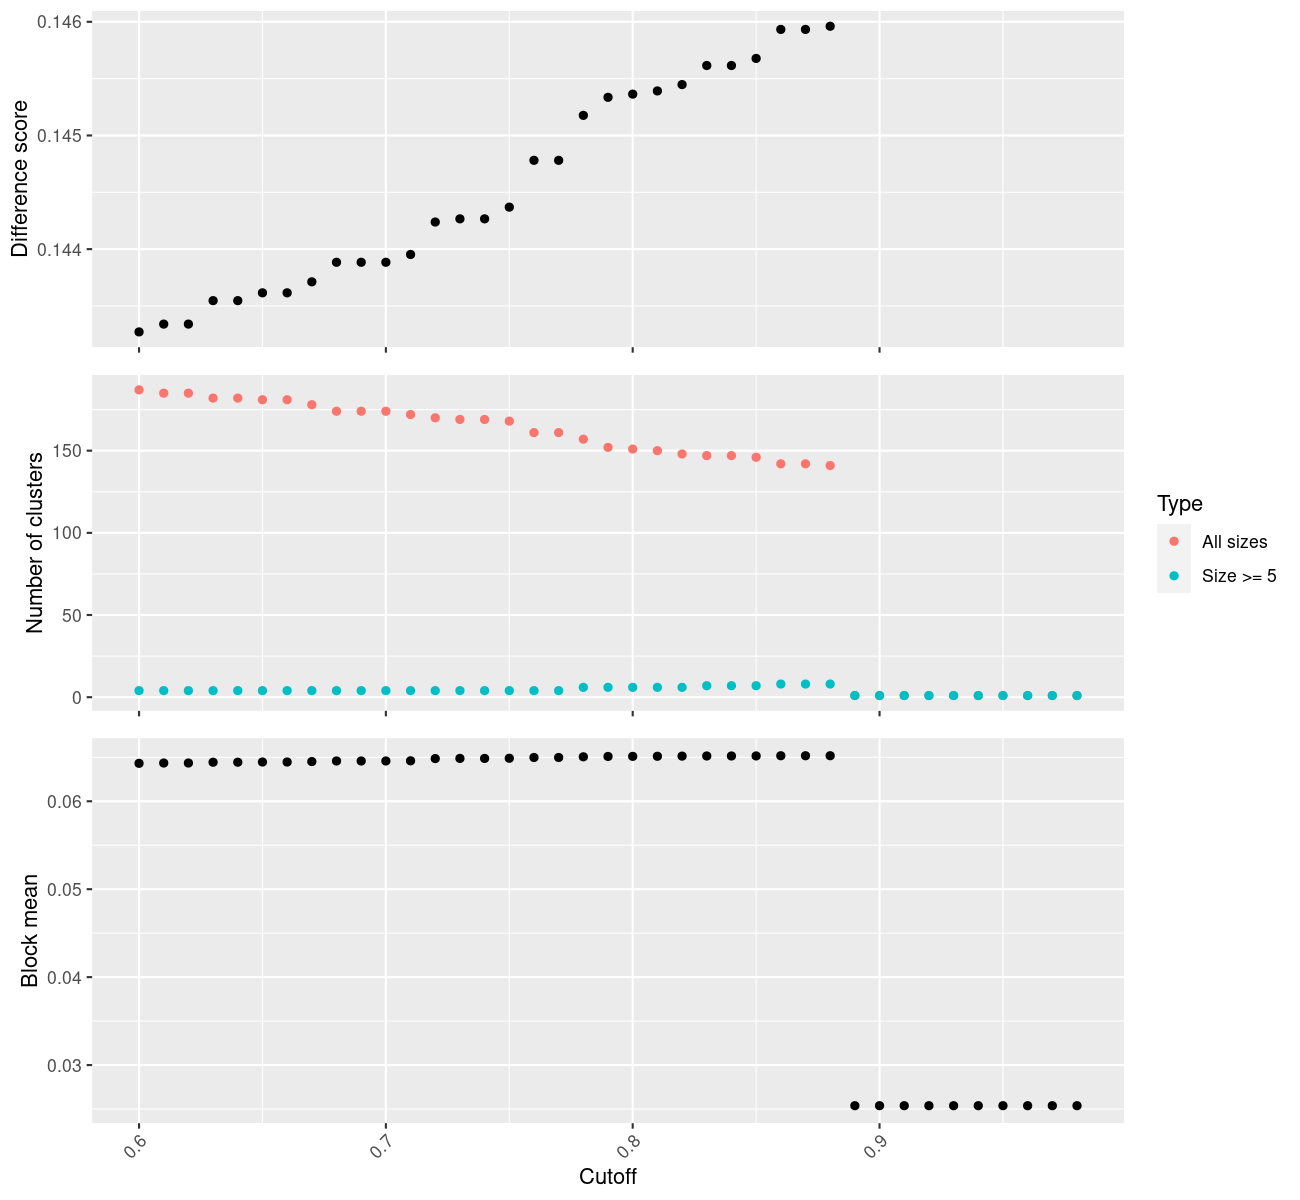 0.146
0.145
0.144
Difference score
150
100
50
0
Number of clusters
Type
All sizes
Size >= 5
0.06
0.05
0.04
0.03
Block mean
0.6
0.7
0.8
0.9
Cutoff